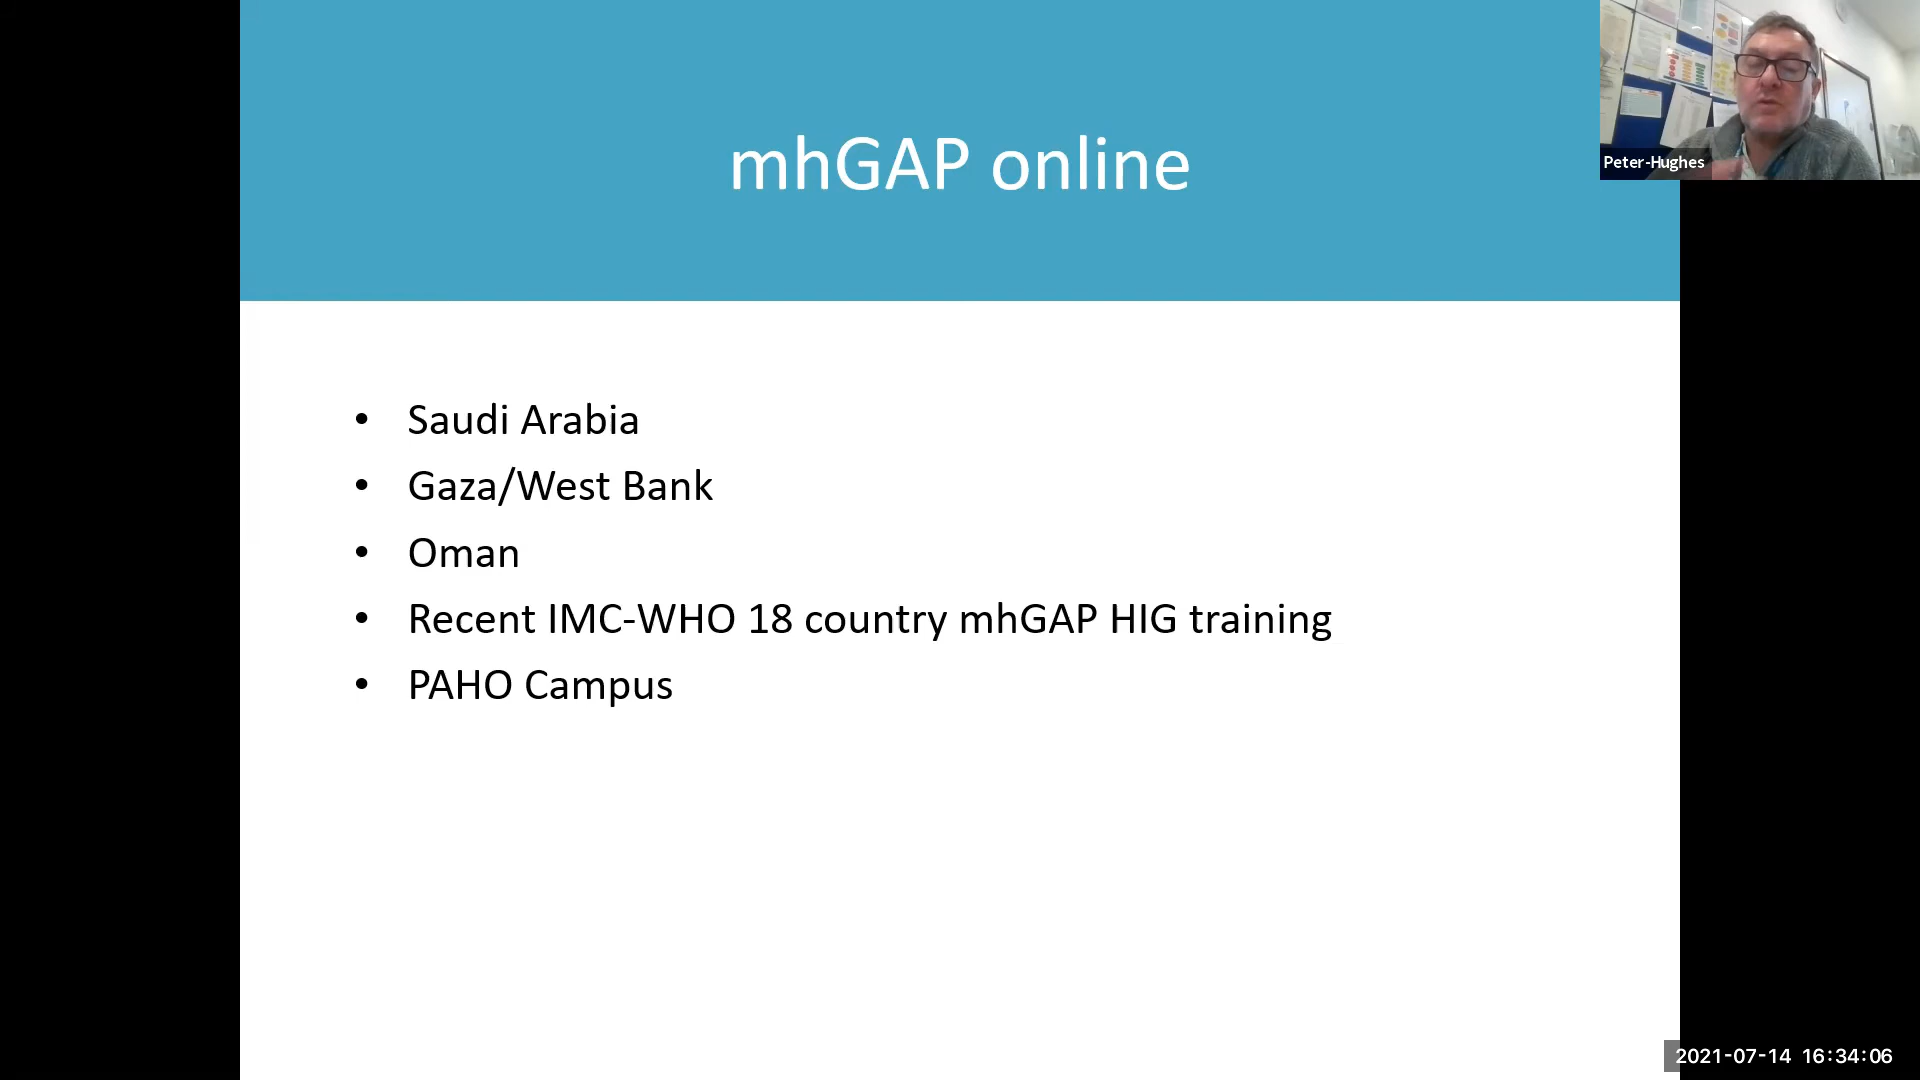 mhGAP online
Peter-Hughes
• Saudi Arabia
• Gaza/West Bank
• Oman
• Recent IMC-WHO 18 country mhGAP HIG training
• PAHO Campus
2021-07-14 16:34:06